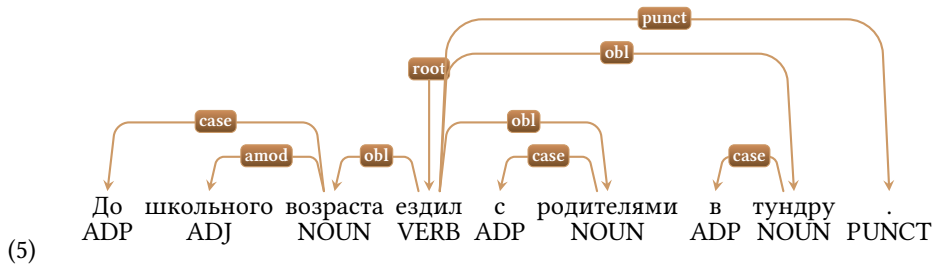 punct
obl
root
case obl
amod obl case case
До школьного возраста ездил с родителями в тундру .
ADP ADJ NOUN VERB ADP NOUN ADP NOUN PUNCT
(5)